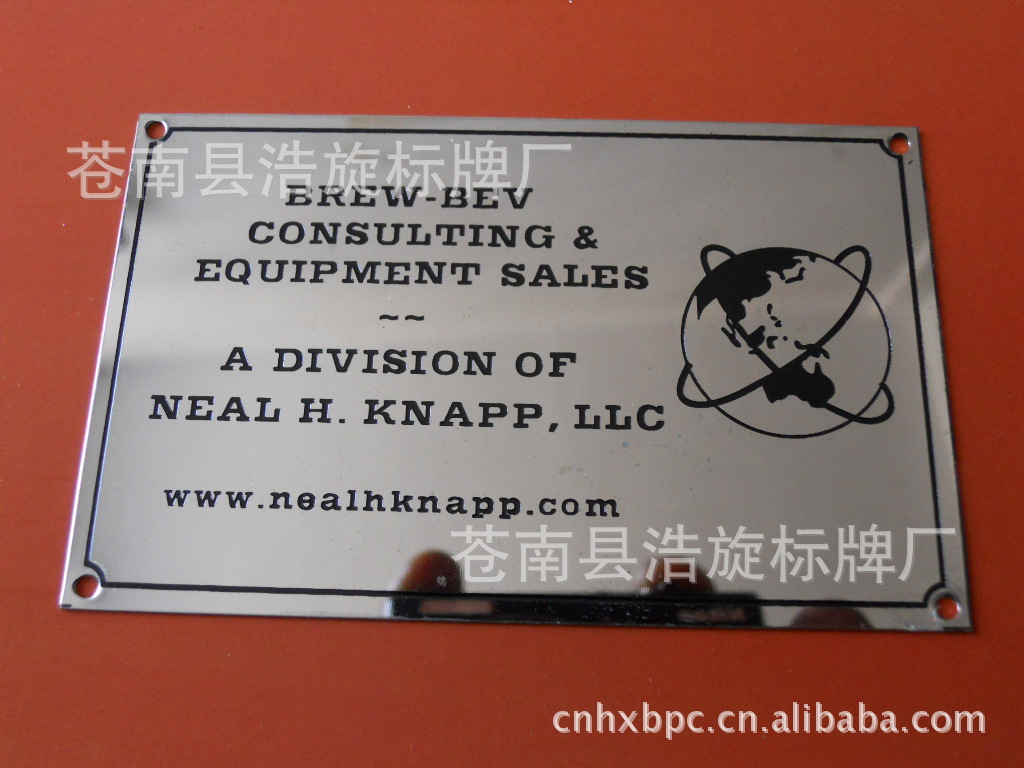 苍南县浩旋标牌厂
BREW-BEV
CONSULTING &
EQUIPMENT SALES
~~
A DIVISION OF
NEAL H. KNAPP, LLC
www.nealhknapp.com
苍南县浩旋标牌厂
cnhxbpc.cn.alibaba.com